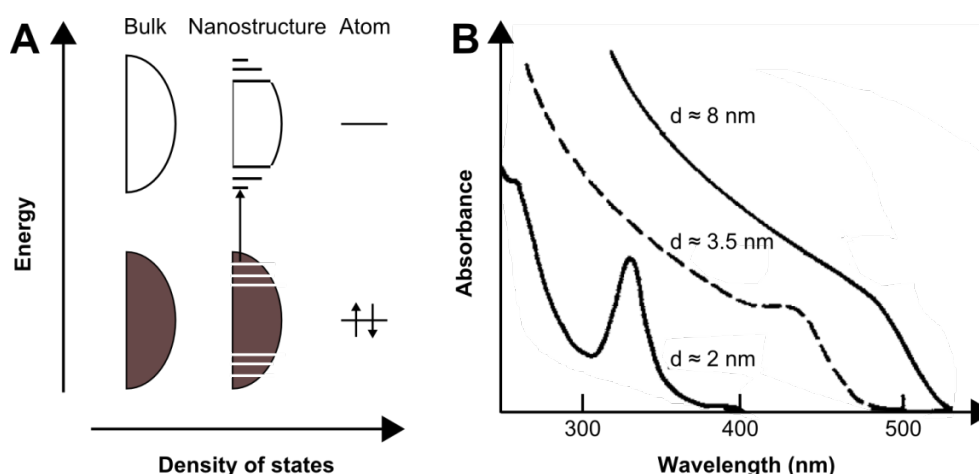 A
Bulk Nanostructure Atom
Energy
Density of states
B
d ≈ 8 nm
d ≈ 3.5 nm
d ≈ 2 nm
Absorbance
300 400 500
Wavelength (nm)